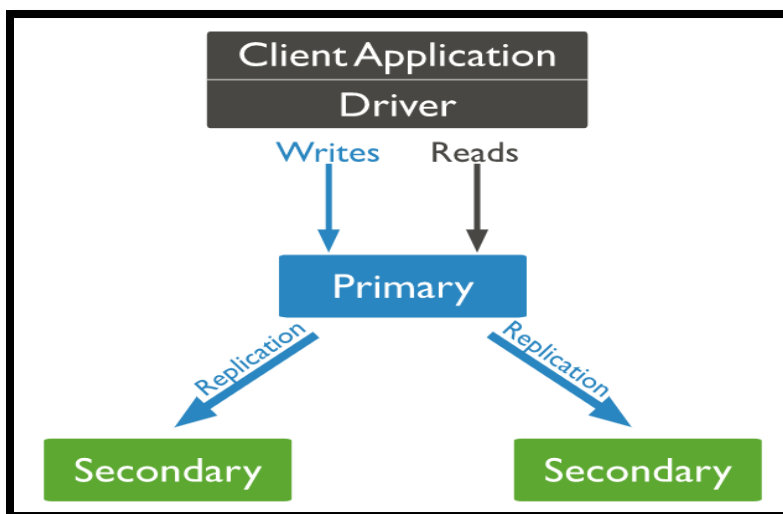 Client Application
Driver
Writes Reads
Primary
Replication Replication
Secondary Secondary